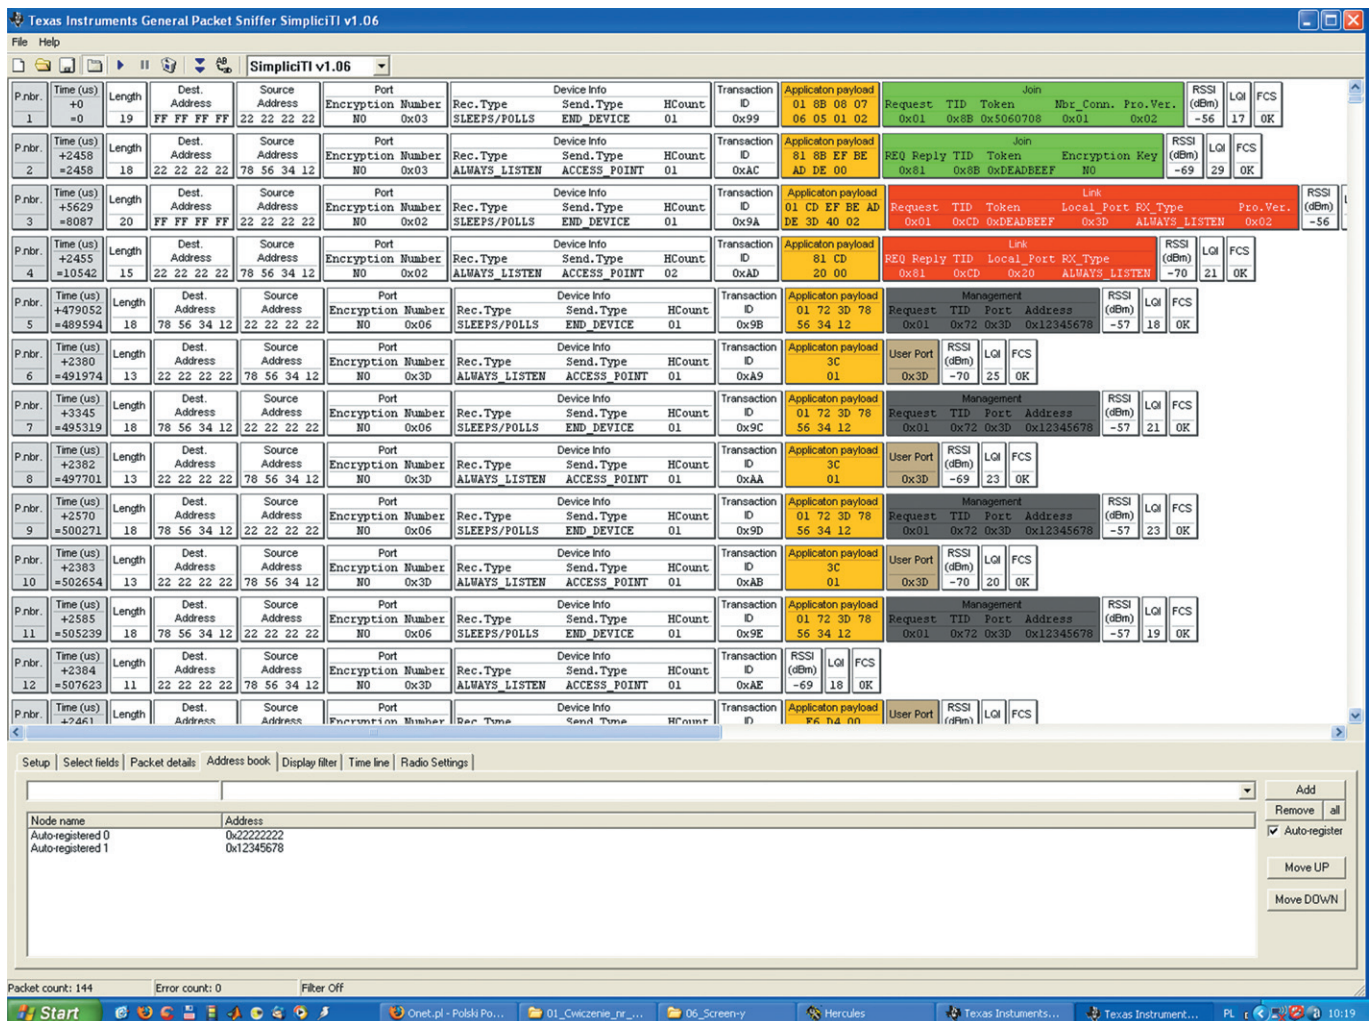 Texas Instruments General Packet Sniffer SimpliciTI v1.06
File Help
SimpliciTI v1.06
P.nbr. Time (us) Length Dest. Source Port Device Info Transaction Applicaton payload Join RSSI LQI FCS
+0 Address Address Encryption Number Rec.Type Send.Type HCount ID 01 8B 08 07 Request TID Token Nbr_Conn. Pro.Ver. (dBm)
1 =0 19 FF FF FF FF 22 22 22 22 NO 0x03 SLEEPS/POLLS END_DEVICE 01 0x99 06 05 01 02 0x01 0x8B 0x5060708 0x01 0x02 -56 17 OK
P.nbr. Time (us) Length Dest. Source Port Device Info Transaction Applicaton payload Join RSSI LQI FCS
+2458 Address Address Encryption Number Rec.Type Send.Type HCount ID 81 8B EF BE REQ Reply TID Token Encryption Key (dBm)
2 =2458 18 22 22 22 22 78 56 34 12 NO 0x03 ALWAYS_LISTEN ACCESS_POINT 01 0xAC AD DE 00 0x81 0x8B 0xDEADBEEF NO -69 29 OK
P.nbr. Time (us) Length Dest. Source Port Device Info Transaction Applicaton payload Link RSSI
+5629 Address Address Encryption Number Rec.Type Send.Type HCount ID 01 CD EF BE AD Request TID Token Local_Port RX_Type Pro.Ver. (dBm)
3 =8087 20 FF FF FF FF 22 22 22 22 NO 0x02 SLEEPS/POLLS END_DEVICE 01 0x9A DE 3D 40 02 0x01 0xCD 0xDEADBEEF 0x3D ALWAYS_LISTEN 0x02 -56
P.nbr. Time (us) Length Dest. Source Port Device Info Transaction Applicaton payload Link RSSI LQI FCS
+2455 Address Address Encryption Number Rec.Type Send.Type HCount ID 81 CD REQ Reply TID Local_Port RX_Type (dBm)
4 =10542 15 22 22 22 22 78 56 34 12 NO 0x02 ALWAYS_LISTEN ACCESS_POINT 02 0xAD 20 00 0x81 0xCD 0x20 ALWAYS_LISTEN -70 21 OK
P.nbr. Time (us) Length Dest. Source Port Device Info Transaction Applicaton payload Management RSSI LQI FCS
+479052 Address Address Encryption Number Rec.Type Send.Type HCount ID 01 72 3D 78 Request TID Port Address (dBm)
5 =489594 18 78 56 34 12 22 22 22 22 NO 0x06 SLEEPS/POLLS END_DEVICE 01 0x9B 56 34 12 0x01 0x72 0x3D 0x12345678 -57 18 OK
P.nbr. Time (us) Length Dest. Source Port Device Info Transaction Applicaton payload User Port RSSI LQI FCS
+2380 Address Address Encryption Number Rec.Type Send.Type HCount ID 3C (dBm)
6 =491974 13 22 22 22 22 78 56 34 12 NO 0x3D ALWAYS_LISTEN ACCESS_POINT 01 0xA9 01 0x3D -70 25 OK
P.nbr. Time (us) Length Dest. Source Port Device Info Transaction Applicaton payload Management RSSI LQI FCS
+3345 Address Address Encryption Number Rec.Type Send.Type HCount ID 01 72 3D 78 Request TID Port Address (dBm)
7 =495319 18 78 56 34 12 22 22 22 22 NO 0x06 SLEEPS/POLLS END_DEVICE 01 0x9C 56 34 12 0x01 0x72 0x3D 0x12345678 -57 21 OK
P.nbr. Time (us) Length Dest. Source Port Device Info Transaction Applicaton payload User Port RSSI LQI FCS
+2382 Address Address Encryption Number Rec.Type Send.Type HCount ID 3C (dBm)
8 =497701 13 22 22 22 22 78 56 34 12 NO 0x3D ALWAYS_LISTEN ACCESS_POINT 01 0xAA 01 0x3D -69 23 OK
P.nbr. Time (us) Length Dest. Source Port Device Info Transaction Applicaton payload Management RSSI LQI FCS
+2570 Address Address Encryption Number Rec.Type Send.Type HCount ID 01 72 3D 78 Request TID Port Address (dBm)
9 =500271 18 78 56 34 12 22 22 22 22 NO 0x06 SLEEPS/POLLS END_DEVICE 01 0x9D 56 34 12 0x01 0x72 0x3D 0x12345678 -57 23 OK
P.nbr. Time (us) Length Dest. Source Port Device Info Transaction Applicaton payload User Port RSSI LQI FCS
+2383 Address Address Encryption Number Rec.Type Send.Type HCount ID 3C (dBm)
10 =502654 13 22 22 22 22 78 56 34 12 NO 0x3D ALWAYS_LISTEN ACCESS_POINT 01 0xAB 01 0x3D -70 20 OK
P.nbr. Time (us) Length Dest. Source Port Device Info Transaction Applicaton payload Management RSSI LQI FCS
+2585 Address Address Encryption Number Rec.Type Send.Type HCount ID 01 72 3D 78 Request TID Port Address (dBm)
11 =505239 18 78 56 34 12 22 22 22 22 NO 0x06 SLEEPS/POLLS END_DEVICE 01 0x9E 56 34 12 0x01 0x72 0x3D 0x12345678 -57 19 OK
P.nbr. Time (us) Length Dest. Source Port Device Info Transaction RSSI LQI FCS
+2384 Address Address Encryption Number Rec.Type Send.Type HCount ID (dBm)
12 =507623 11 22 22 22 22 78 56 34 12 NO 0x3D ALWAYS_LISTEN ACCESS_POINT 01 0xAE -69 18 OK
P.nbr. Time (us) Length Dest. Source Port Device Info Transaction Applicaton payload User Port RSSI LQI FCS
+2461 Address Address Encryption Number Rec.Type Send.Type HCount ID F6 D4 00 (dBm)
Setup Select fields Packet details Address book Display filter Time line Radio Settings
Add
Remove all
Node name Address
Auto-registered 0 0x22222222
Auto-registered 1 0x12345678
Auto-register
Move UP
Move DOWN
Packet count: 144 Error count: 0 Filter Off
Start Onet.pl - Polski Po... 01_Cwiczenie_nr_... 06_Screen-y Hercules Texas Instuments... Texas Instrument... PL 10:19